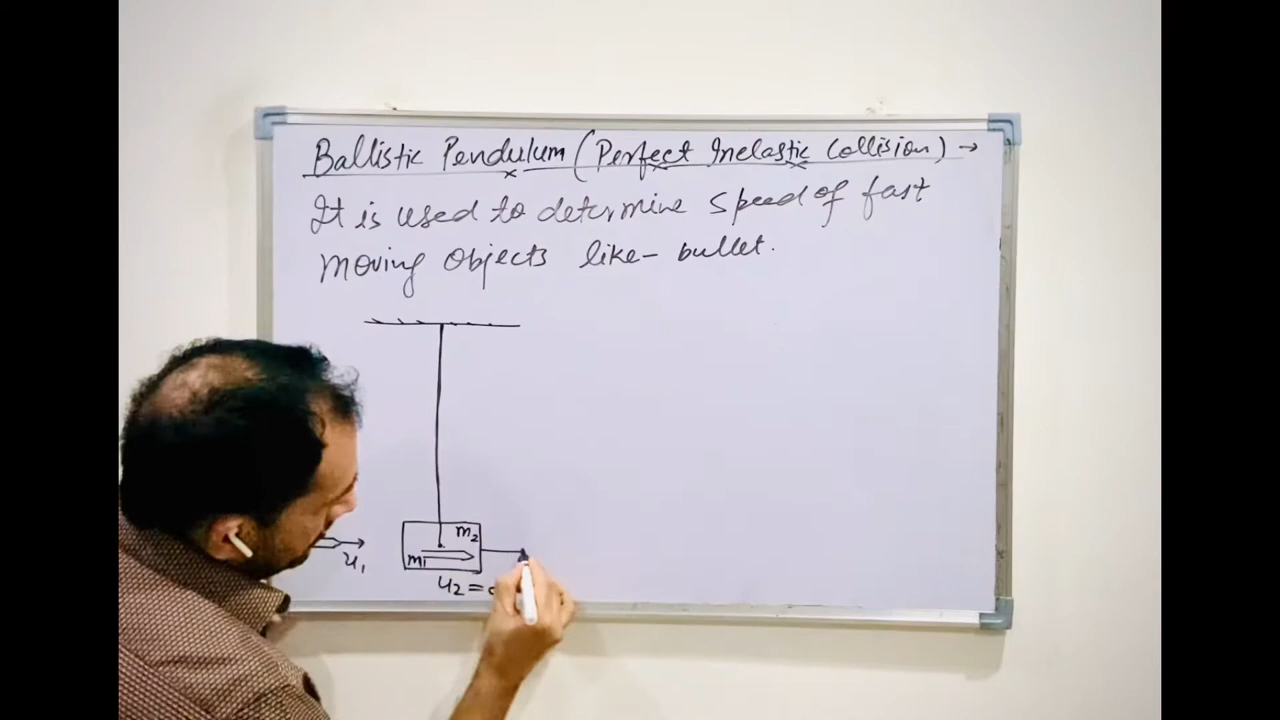 Ballistic Pendulum (Perfect Inelastic Collision) →
It is used to determine speed of fast
moving objects like - bullet.
m2
m1
u1
u2 =